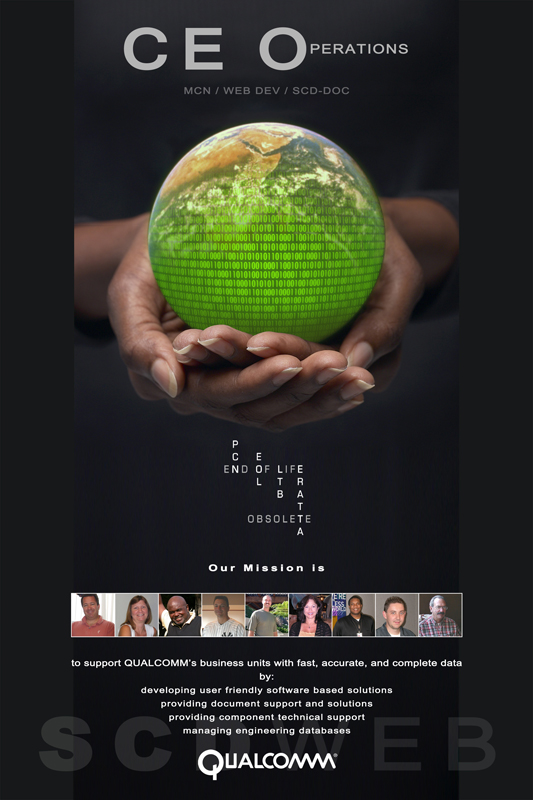 CE OPERATIONS
MCN / WEB DEV / SCD-DOC
P
C E
END OF LIFE
L T R
B A
T
OBSOLETE
A
Our Mission is
to support QUALCOMM's business units with fast, accurate, and complete data
by:
developing user friendly software based solutions
providing document support and solutions
providing component technical support
managing engineering databases
SCDWEB
QUALCOMM®